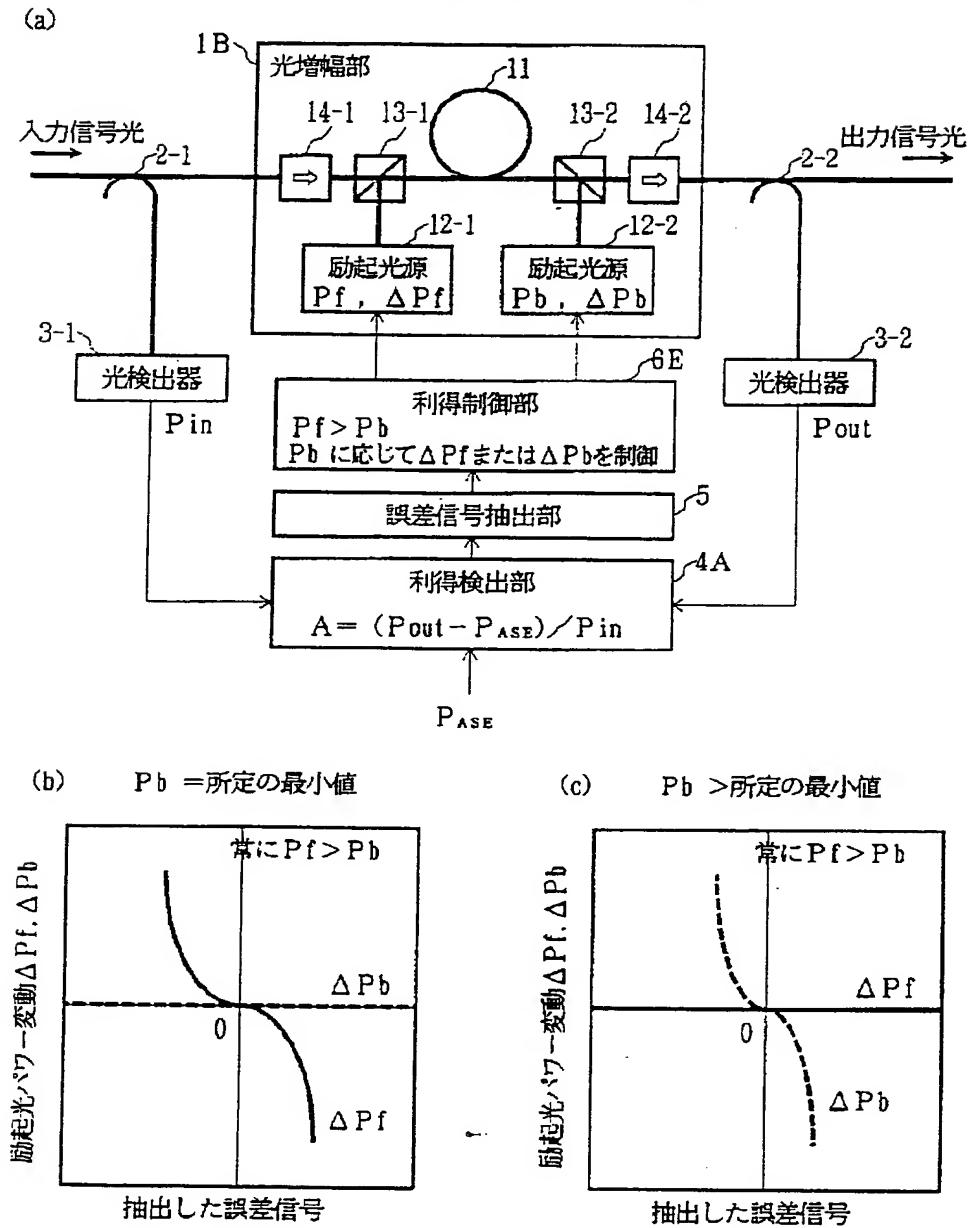 (a)
1B
光増幅部
11
14-1
13-1
13-2
14-2
入力信号光
2-1
⇨
⇨
出力信号光
2-2
12-1
12-2
励起光源
Pf , ΔPf
励起光源
Pb , ΔPb
3-1
光検出器
Pin
6E
利得制御部
Pf＞Pb
Pb に応じてΔPfまたはΔPbを制御
3-2
光検出器
Pout
5
誤差信号抽出部
4A
利得検出部
A＝（Pout－PASE）／Pin
PASE
(b) Pb ＝所定の最小値
常にPf＞Pb
ΔPb
0
ΔPf
励起光パワー変動ΔPf, ΔPb
抽出した誤差信号
(c) Pb ＞所定の最小値
常にPf＞Pb
ΔPf
0
ΔPb
励起光パワー変動ΔPf, ΔPb
抽出した誤差信号